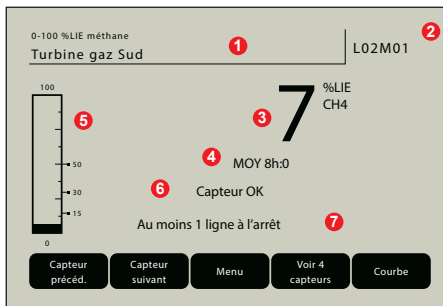 0-100 %LIE méthane
Turbine gaz Sud
1
L02M01
2
100
50
30
15
0
5
7
%LIE
CH4
3
4
MOY 8h:0
6
Capteur OK
Au moins 1 ligne à l'arrêt
7
Capteur
précéd.
Capteur
suivant
Menu
Voir 4
capteurs
Courbe